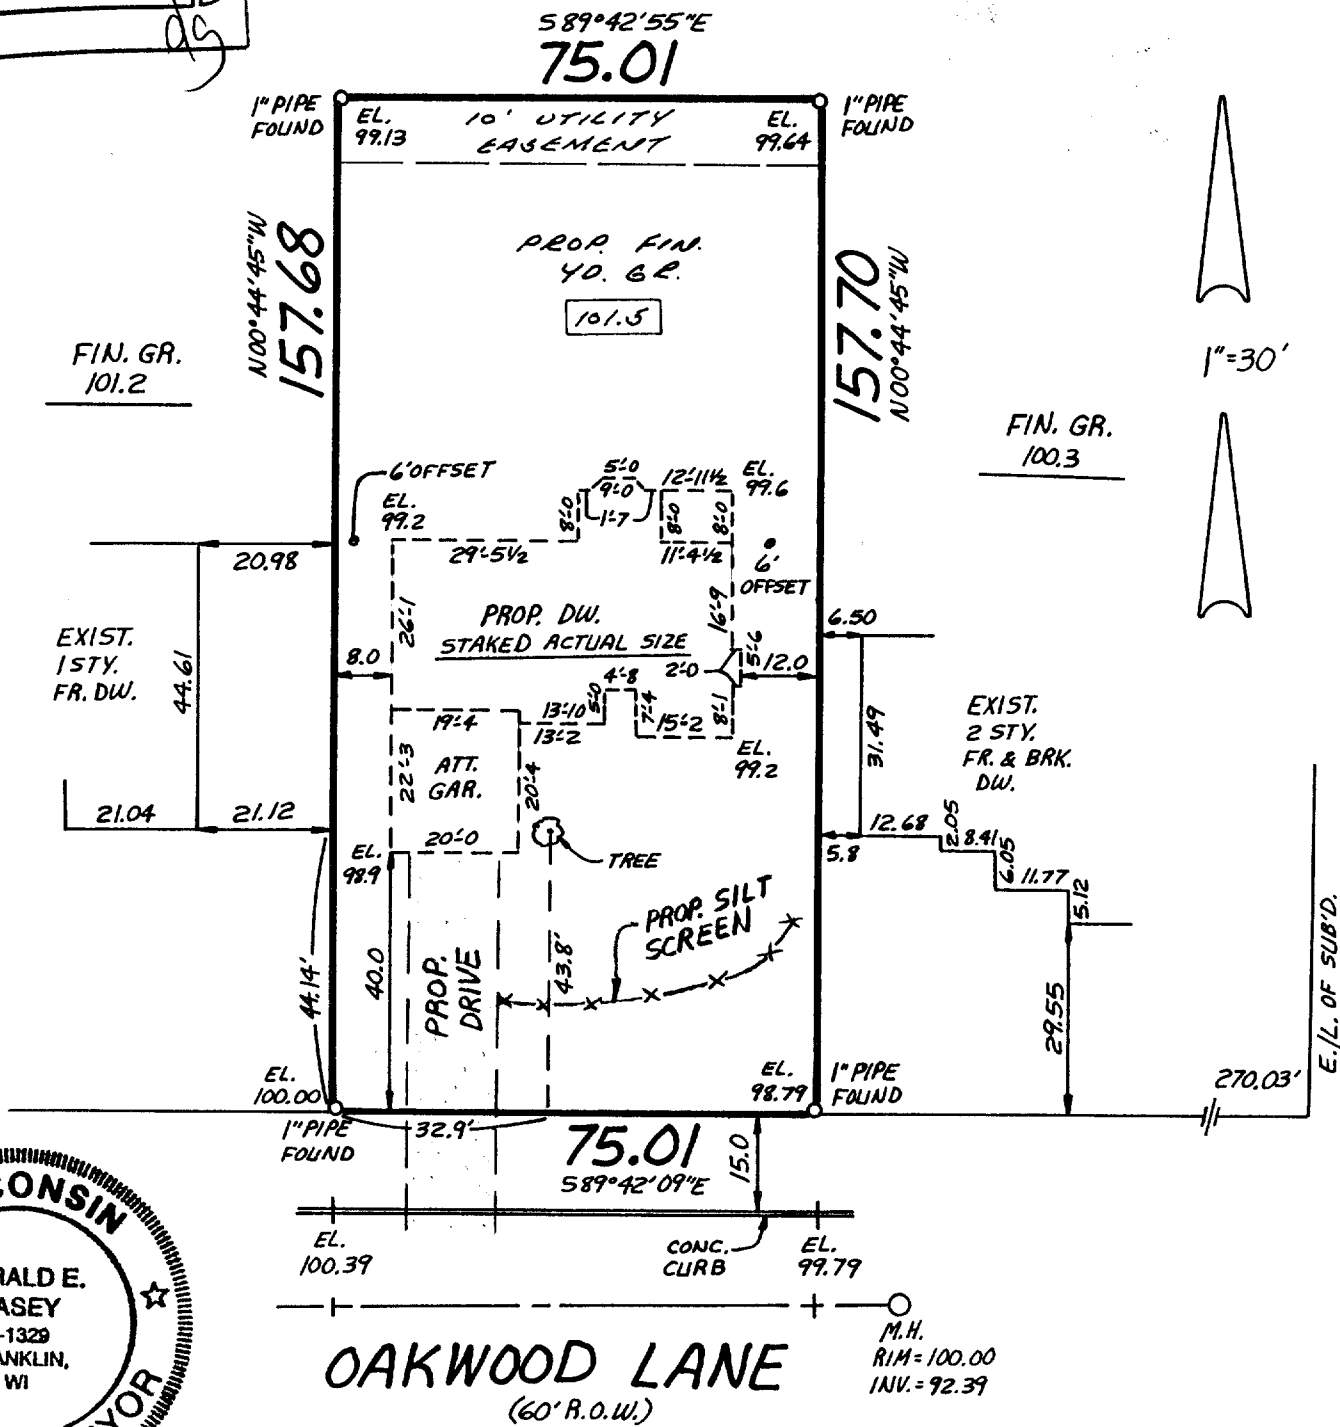 S 89°42'55"E
75.01
1" PIPE
FOUND
EL.
99.13
10' UTILITY
EASEMENT
EL.
99.64
1" PIPE
FOUND
N00°44'45"W
157.68
PROP. FIN.
YD. GR.
101.5
157.70
N00°44'45"W
1"=30'
FIN. GR.
101.2
FIN. GR.
100.3
6' OFFSET
EL.
99.2
5'-0
9'-0
1'-7
8'-0
12'-11½
8'-0
8'-0
EL.
99.6
29'-5½
11'-4½
6'
OFFSET
20.98
26'-1
PROP. DW.
STAKED ACTUAL SIZE
16'-9
5'-6
2'-0
12.0
6.50
EXIST.
1 STY.
FR. DW.
44.61
8.0
4'-8
5'-0
7'-4
8'-1
13'-10
13'-2
15'-2
19'-4
EL.
99.2
31.49
EXIST.
2 STY.
FR. & BRK.
DW.
22'-3
ATT.
GAR.
20'-4
20'-0
21.04
21.12
12.68
2.05
8.41
6.05
11.77
5.12
5.8
EL.
98.9
TREE
PROP. SILT
SCREEN
44.14'
40.0
PROP.
DRIVE
43.8'
29.55
E./L. OF SUB'D.
270.03'
EL.
100.00
EL.
98.79
1" PIPE
FOUND
1" PIPE
FOUND
32.9'
75.01
S89°42'09"E
15.0
EL.
100.39
CONC.
CURB
EL.
99.79
M.H.
RIM=100.00
INV.=92.39
OAKWOOD LANE
(60' R.O.W.)
CONSIN
RALD E.
ASEY
-1329
ANKLIN,
WI
YOR